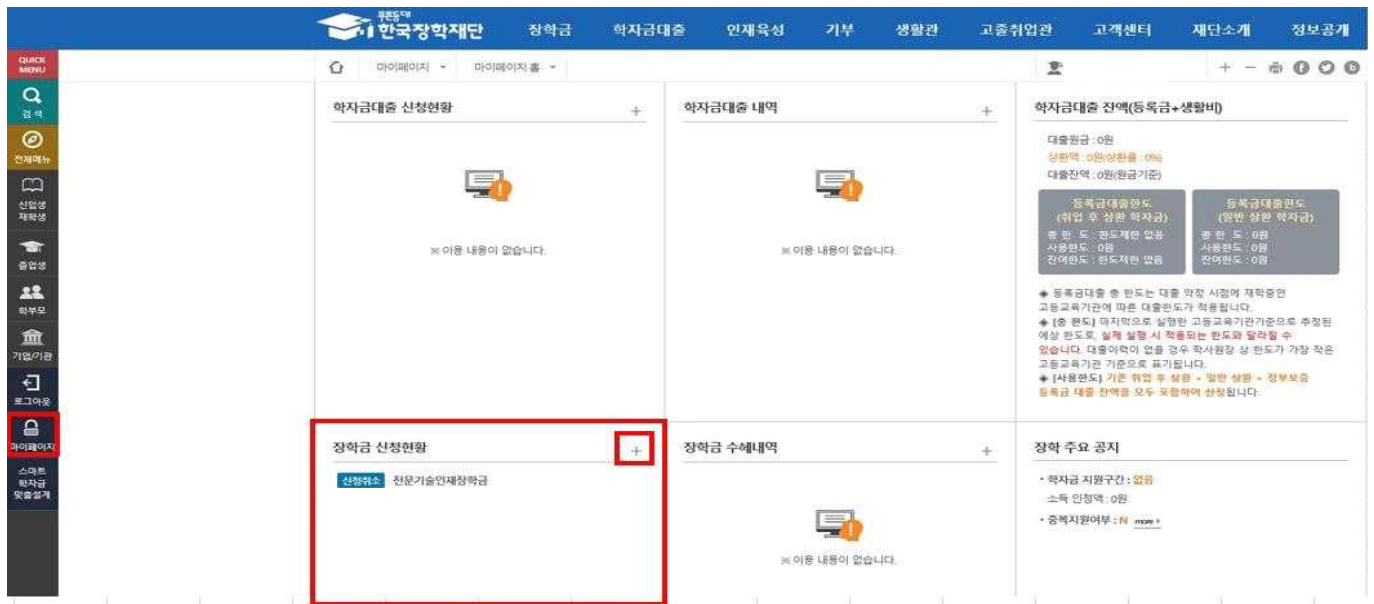 푸른등대
한국장학재단
장학금 학자금대출 인재육성 기부 생활관 고졸취업관 고객센터 재단소개 정보공개
QUICK
MENU
마이페이지 마이페이지 홈
검색
전체메뉴
신입생
재학생
졸업생
학부모
기업/기관
로그아웃
마이페이지
스마트
학자금
맞춤설계
학자금대출 신청현황 +
※ 이용 내용이 없습니다.
학자금대출 내역 +
※ 이용 내용이 없습니다.
학자금대출 잔액(등록금+생활비)
대출원금 : 0원
상환액 : 0원(상환율 : 0%)
대출잔액 : 0원(원금기준)
등록금대출한도
(취업 후 상환 학자금)
총 한 도 : 한도제한 없음
사용한도 : 0원
잔여한도 : 한도제한 없음
등록금대출한도
(일반 상환 학자금)
총 한 도 : 0원
사용한도 : 0원
잔여한도 : 0원
◆ 등록금대출 총 한도는 대출 약정 시점에 재학중인
고등교육기관에 따른 대출한도가 적용됩니다.
◆ [총 한도] 마지막으로 실행한 고등교육기관기준으로 추정된
예상 한도로, 실제 실행 시 적용되는 한도와 달라질 수
있습니다. 대출이력이 없을 경우 학사원장 상 한도가 가장 작은
고등교육기관 기준으로 표기됩니다.
◆ [사용한도] 기존 취업 후 상환 + 일반 상환 + 정부보증
등록금 대출 잔액을 모두 포함하여 산정됩니다.
장학금 신청현황 +
신청취소 전문기술인재장학금
장학금 수혜내역 +
※ 이용 내용이 없습니다.
장학 주요 공지
• 학자금 지원구간 : 없음
소득 인정액 : 0원
• 중복지원여부 : N more